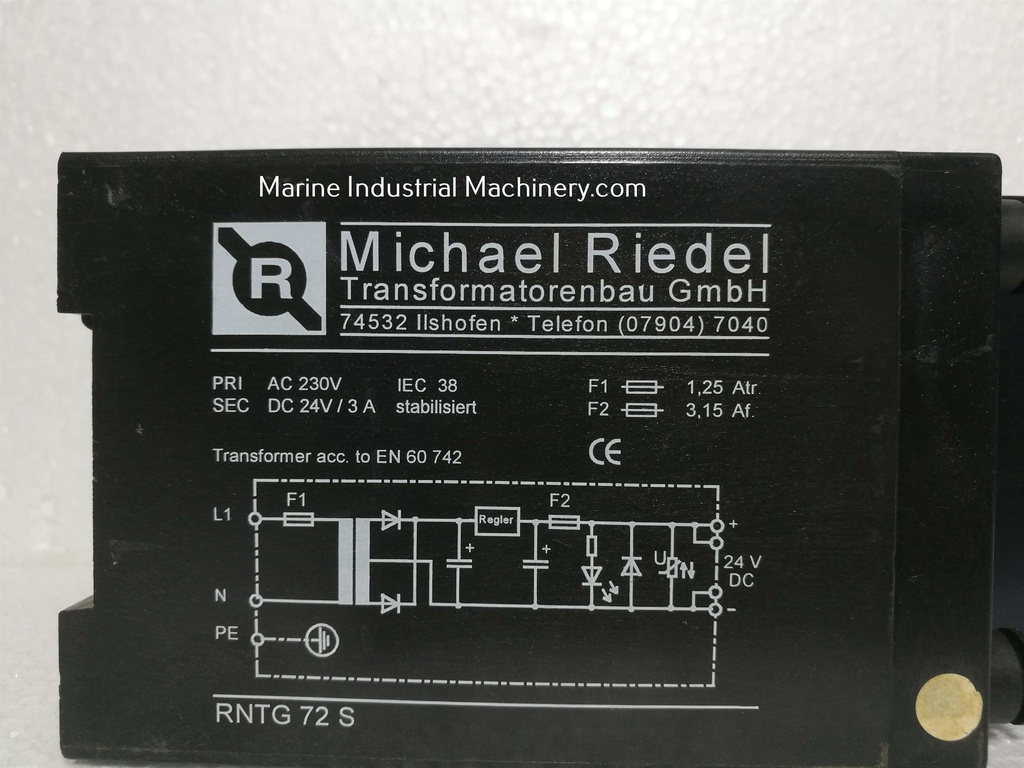 Marine Industrial Machinery.com
R
Michael Riedel
Transformatorenbau GmbH
74532 Ilshofen * Telefon (07904) 7040
PRI AC 230V IEC 38 F1 1,25 Atr.
SEC DC 24V / 3 A stabilisiert F2 3,15 Af.
Transformer acc. to EN 60 742 CE
F1 F2
L1 Regler +
+ +
U 24 V
DC
N -
PE
RNTG 72 S